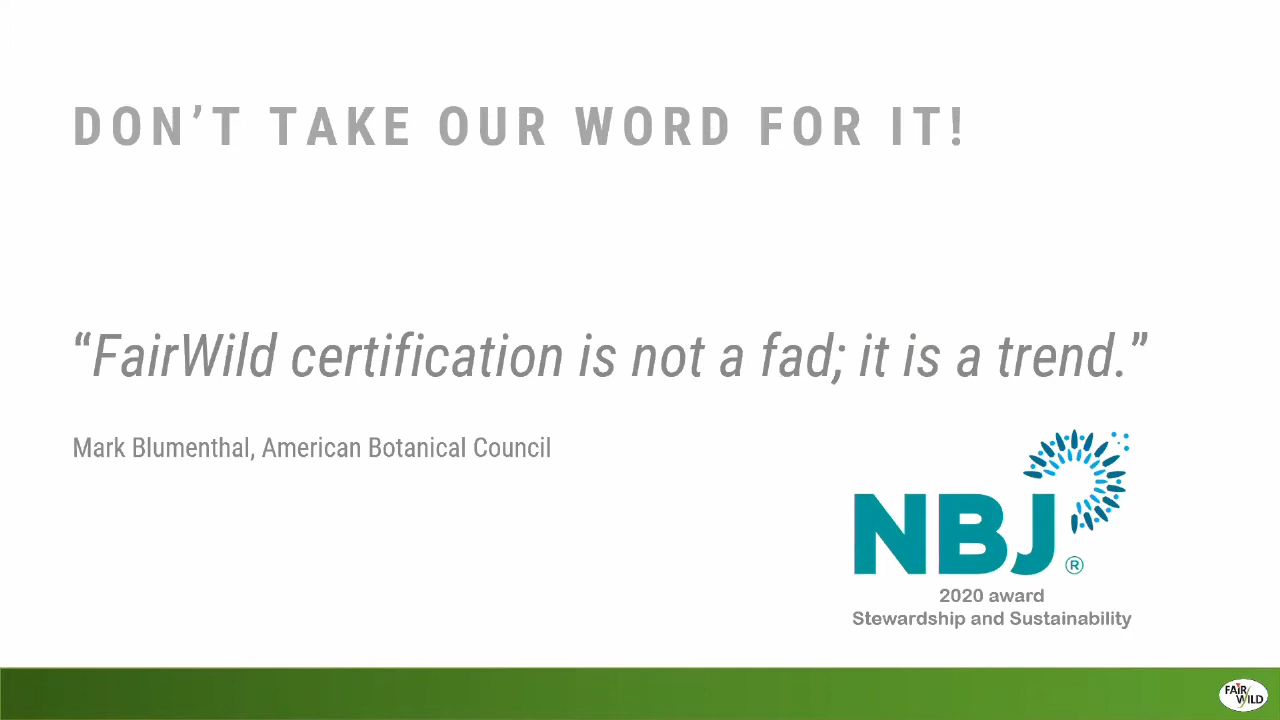 DON’T TAKE OUR WORD FOR IT!
“FairWild certification is not a fad; it is a trend.”
Mark Blumenthal, American Botanical Council
NBJ®
2020 award
Stewardship and Sustainability
FAIR
WILD